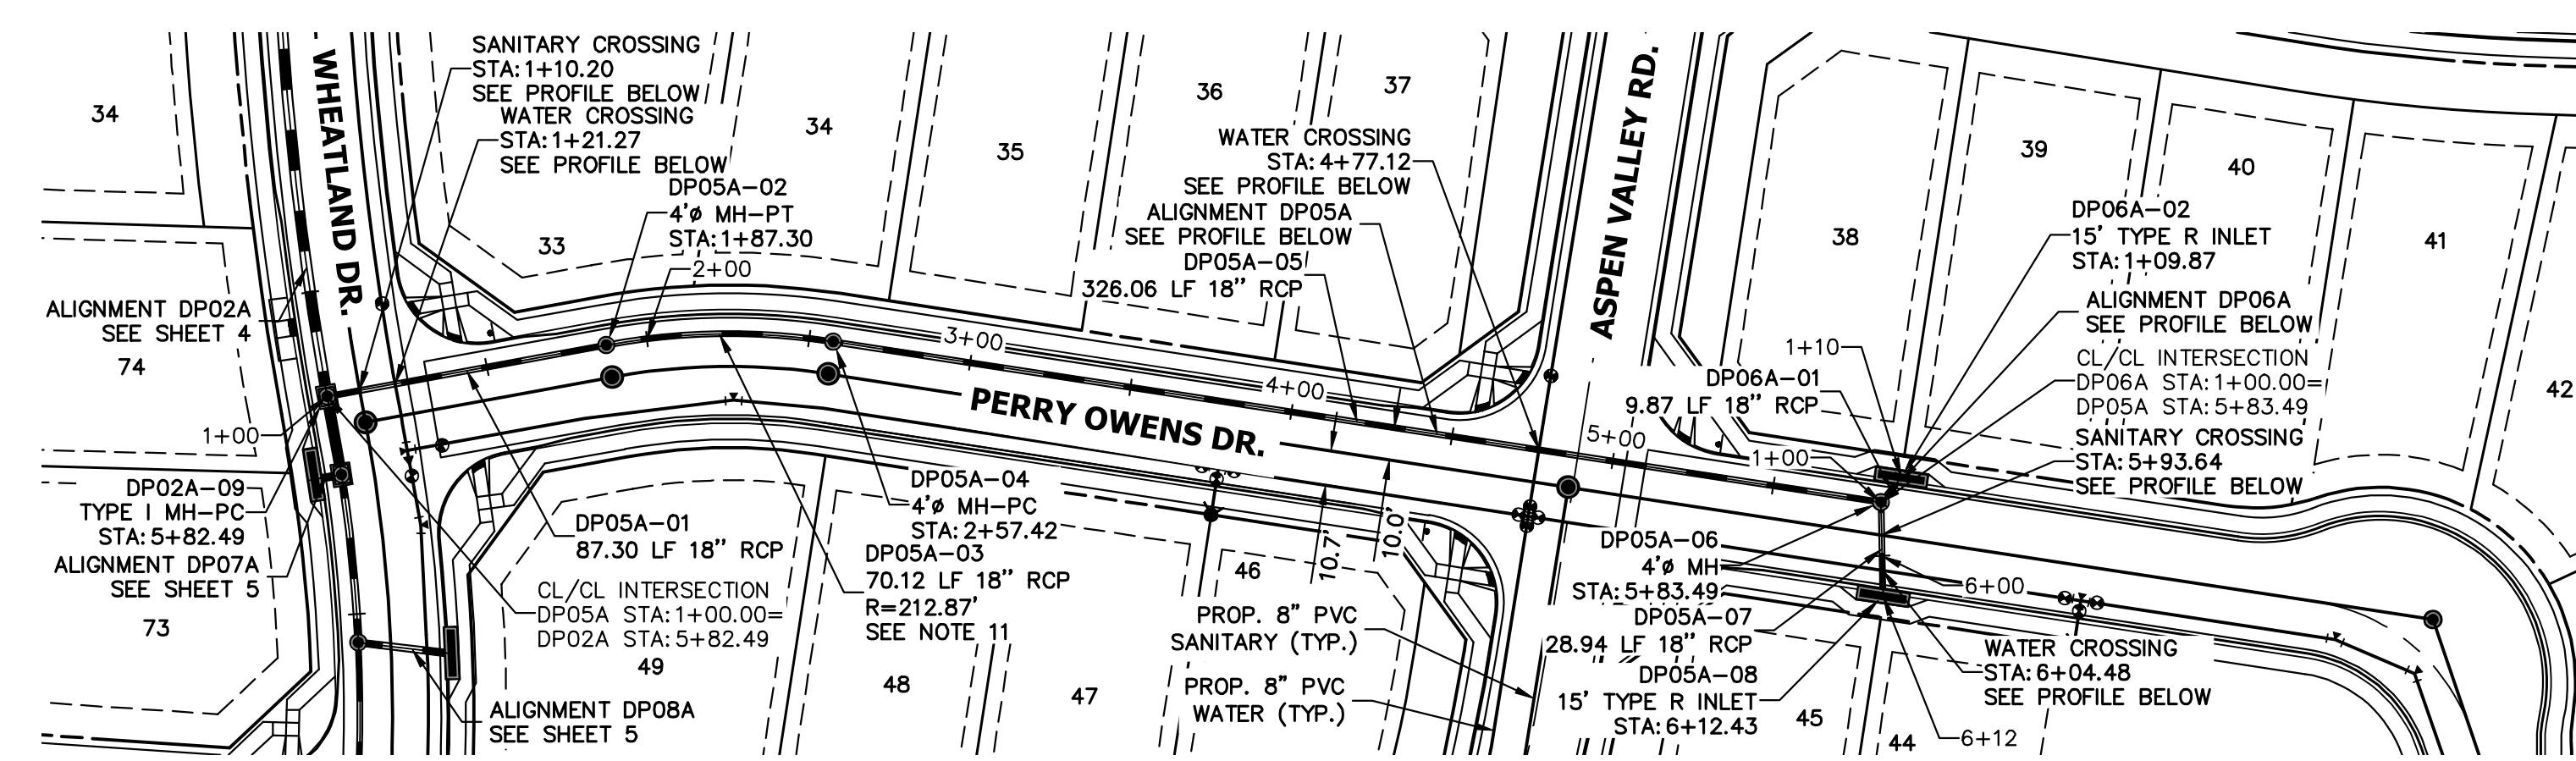 SANITARY CROSSING
STA:1+10.20
SEE PROFILE BELOW
WATER CROSSING
STA:1+21.27
SEE PROFILE BELOW
WHEATLAND DR.
34
DP05A-02
4'ø MH-PT
STA:1+87.30
2+00
33
34
35
36
37
WATER CROSSING
STA:4+77.12
SEE PROFILE BELOW
ALIGNMENT DP05A
SEE PROFILE BELOW
DP05A-05
326.06 LF 18" RCP
ASPEN VALLEY RD.
38
39
40
41
42
DP06A-02
15' TYPE R INLET
STA:1+09.87
ALIGNMENT DP06A
SEE PROFILE BELOW
1+10
CL/CL INTERSECTION
DP06A STA:1+00.00=
DP05A STA:5+83.49
DP06A-01
9.87 LF 18" RCP
SANITARY CROSSING
STA:5+93.64
SEE PROFILE BELOW
1+00
ALIGNMENT DP02A
SEE SHEET 4
74
1+00
3+00
4+00
5+00
PERRY OWENS DR.
DP02A-09
TYPE I MH-PC
STA:5+82.49
ALIGNMENT DP07A
SEE SHEET 5
73
DP05A-01
87.30 LF 18" RCP
CL/CL INTERSECTION
DP05A STA:1+00.00=
DP02A STA:5+82.49
49
DP05A-04
4'ø MH-PC
STA:2+57.42
DP05A-03
70.12 LF 18" RCP
R=212.87'
SEE NOTE 11
10.7'
10.0'
46
PROP. 8" PVC
SANITARY (TYP.)
PROP. 8" PVC
WATER (TYP.)
48
47
DP05A-06
4'ø MH
STA:5+83.49
DP05A-07
28.94 LF 18" RCP
DP05A-08
15' TYPE R INLET
STA:6+12.43
6+00
WATER CROSSING
STA:6+04.48
SEE PROFILE BELOW
45
44
6+12
ALIGNMENT DP08A
SEE SHEET 5